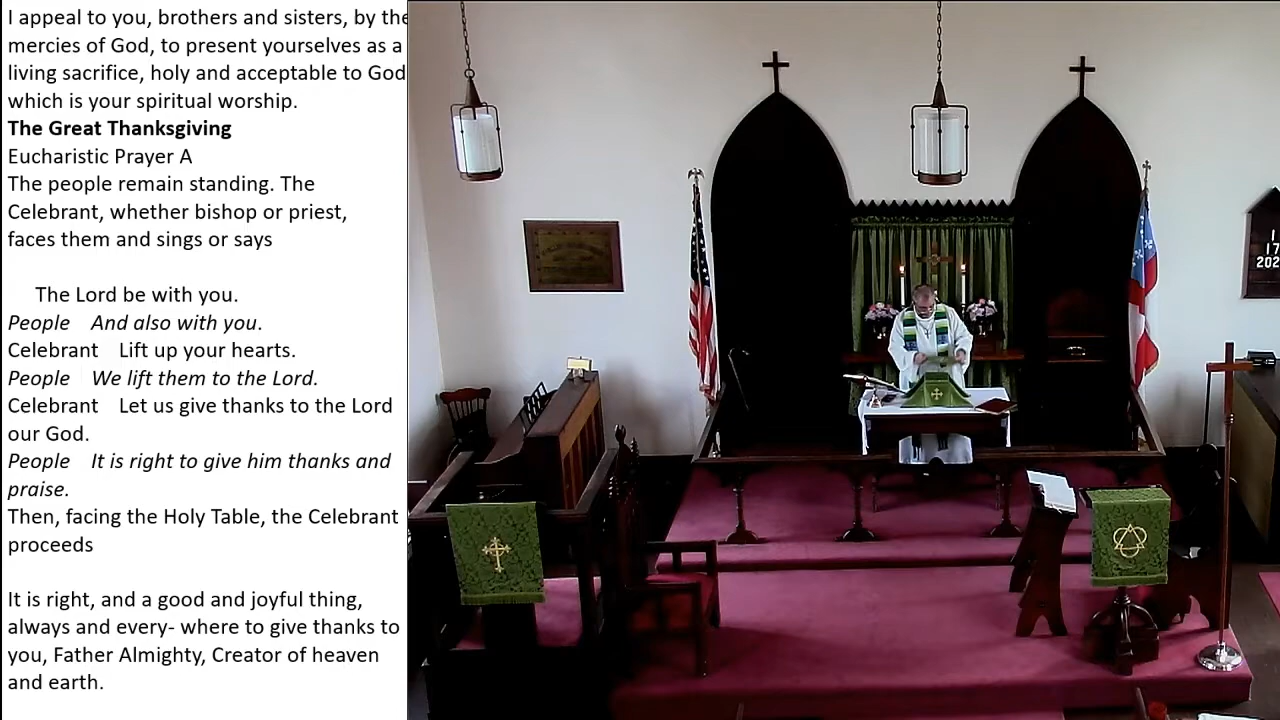 I appeal to you, brothers and sisters, by the
mercies of God, to present yourselves as a
living sacrifice, holy and acceptable to God
which is your spiritual worship.
The Great Thanksgiving
Eucharistic Prayer A
The people remain standing. The
Celebrant, whether bishop or priest,
faces them and sings or says
The Lord be with you.
People And also with you.
Celebrant Lift up your hearts.
People We lift them to the Lord.
Celebrant Let us give thanks to the Lord
our God.
People It is right to give him thanks and
praise.
Then, facing the Holy Table, the Celebrant
proceeds
It is right, and a good and joyful thing,
always and every- where to give thanks to
you, Father Almighty, Creator of heaven
and earth.
1
17
202